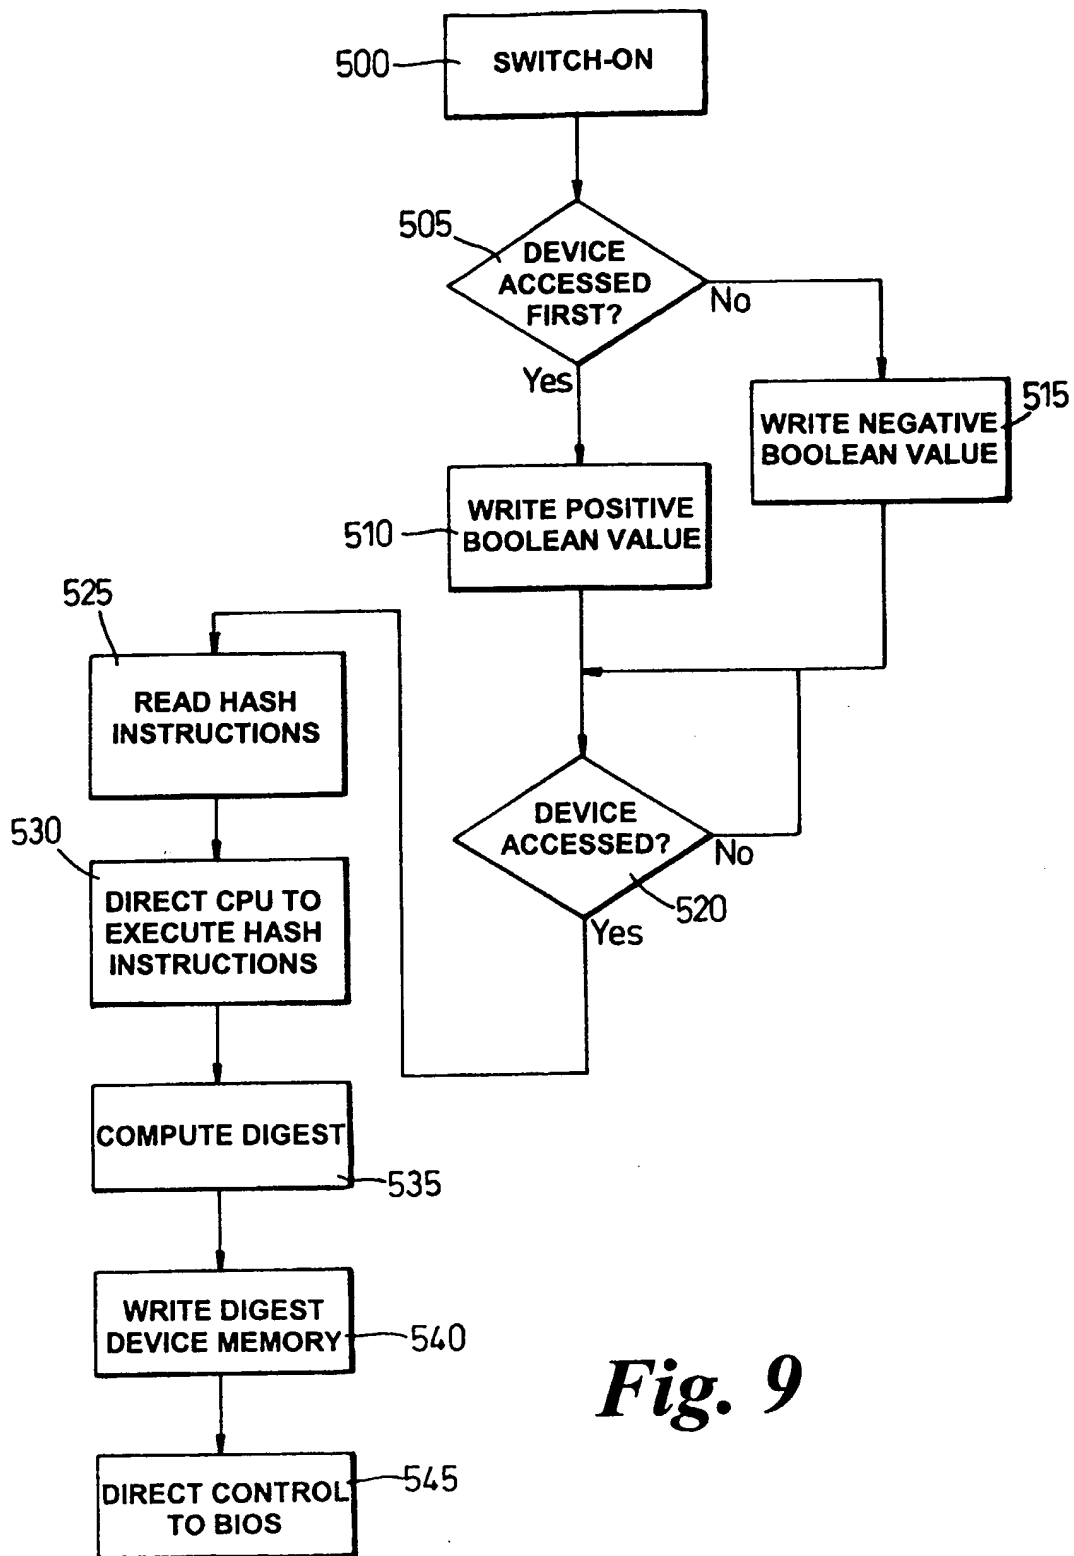 500
SWITCH-ON
505
DEVICE
ACCESSED
FIRST?
No
Yes
WRITE NEGATIVE
BOOLEAN VALUE
515
510
WRITE POSITIVE
BOOLEAN VALUE
525
READ HASH
INSTRUCTIONS
DEVICE
ACCESSED?
No
520
Yes
530
DIRECT CPU TO
EXECUTE HASH
INSTRUCTIONS
COMPUTE DIGEST
535
WRITE DIGEST
DEVICE MEMORY
540
DIRECT CONTROL
TO BIOS
545
Fig. 9